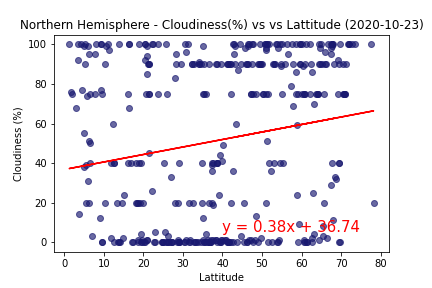 Northern Hemisphere - Cloudiness(%) vs vs Lattitude (2020-10-23)
100
80
60
40
20
0
Cloudiness (%)
y = 0.38x + 36.74
0 10 20 30 40 50 60 70 80
Lattitude